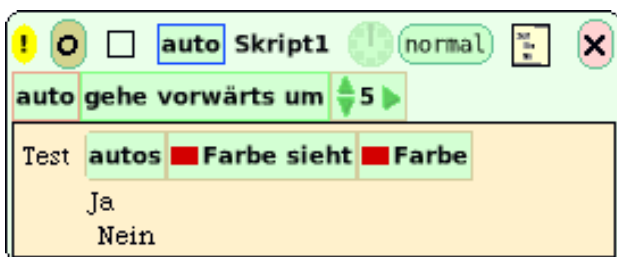 ! O auto Skript1 normal
auto gehe vorwärts um 5
Test autos Farbe sieht Farbe
Ja
Nein